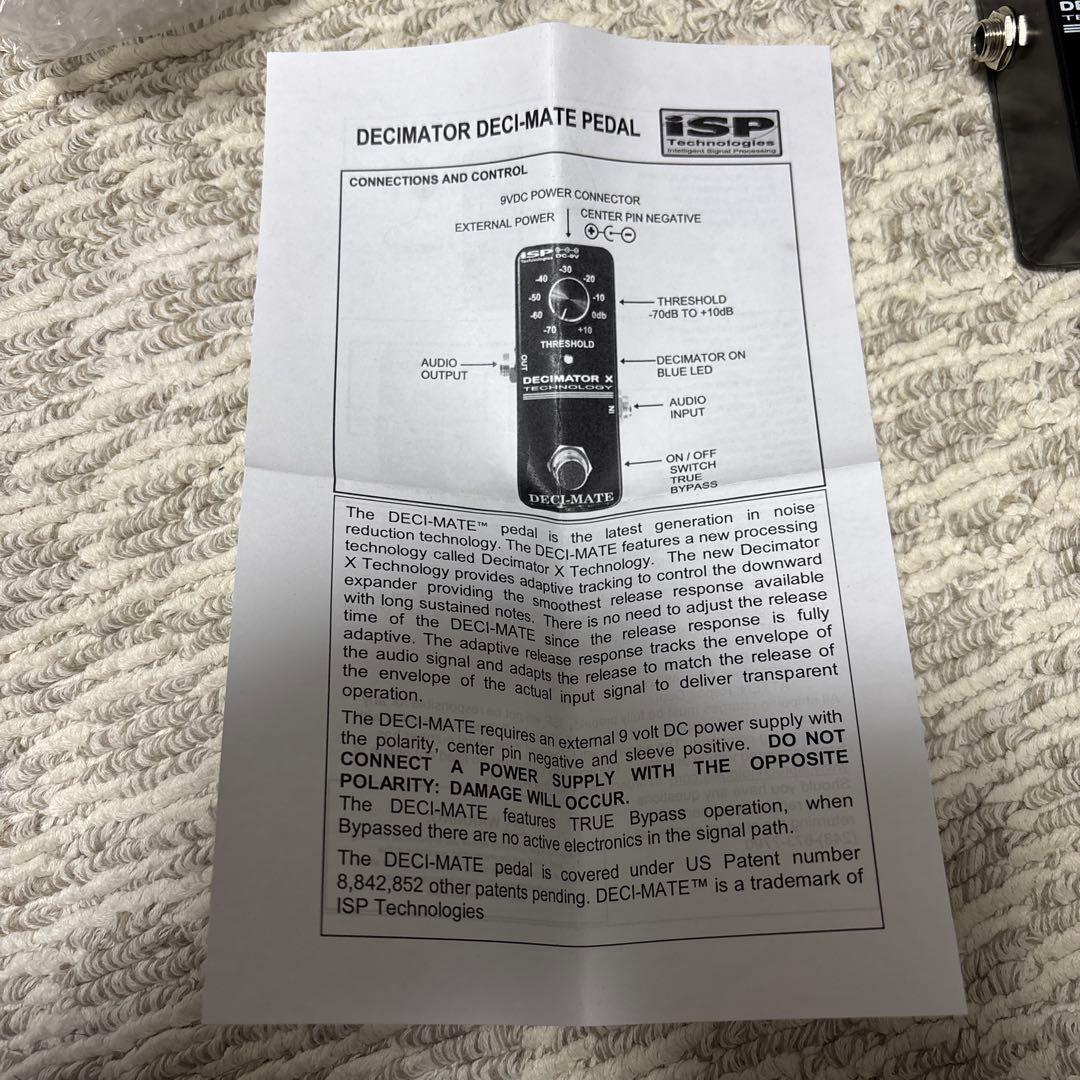 DECIMATOR DECI-MATE PEDAL
iSP
Technologies
Intelligent Signal Processing
CONNECTIONS AND CONTROL
9VDC POWER CONNECTOR
EXTERNAL POWER
CENTER PIN NEGATIVE
ISP
Technologies
DC-9V
-30
-40
-20
-50
-10
-60
0db
-70
+10
THRESHOLD
THRESHOLD
-70dB TO +10dB
AUDIO
OUTPUT
OUT
DECIMATOR ON
BLUE LED
DECIMATOR X
TECHNOLOGY
IN
AUDIO
INPUT
ON / OFF
SWITCH
TRUE
BYPASS
DECI-MATE
The DECI-MATE™ pedal is the latest generation in noise
reduction technology. The DECI-MATE features a new processing
technology called Decimator X Technology. The new Decimator
X Technology provides adaptive tracking to control the downward
expander providing the smoothest release response available
with long sustained notes. There is no need to adjust the release
time of the DECI-MATE since the release response is fully
adaptive. The adaptive release response tracks the envelope of
the audio signal and adapts the release to match the release of
the envelope of the actual input signal to deliver transparent
operation.
The DECI-MATE requires an external 9 volt DC power supply with
the polarity, center pin negative and sleeve positive. DO NOT
CONNECT A POWER SUPPLY WITH THE OPPOSITE
POLARITY: DAMAGE WILL OCCUR.
The DECI-MATE features TRUE Bypass operation, when
Bypassed there are no active electronics in the signal path.
The DECI-MATE pedal is covered under US Patent number
8,842,852 other patents pending. DECI-MATE™ is a trademark of
ISP Technologies